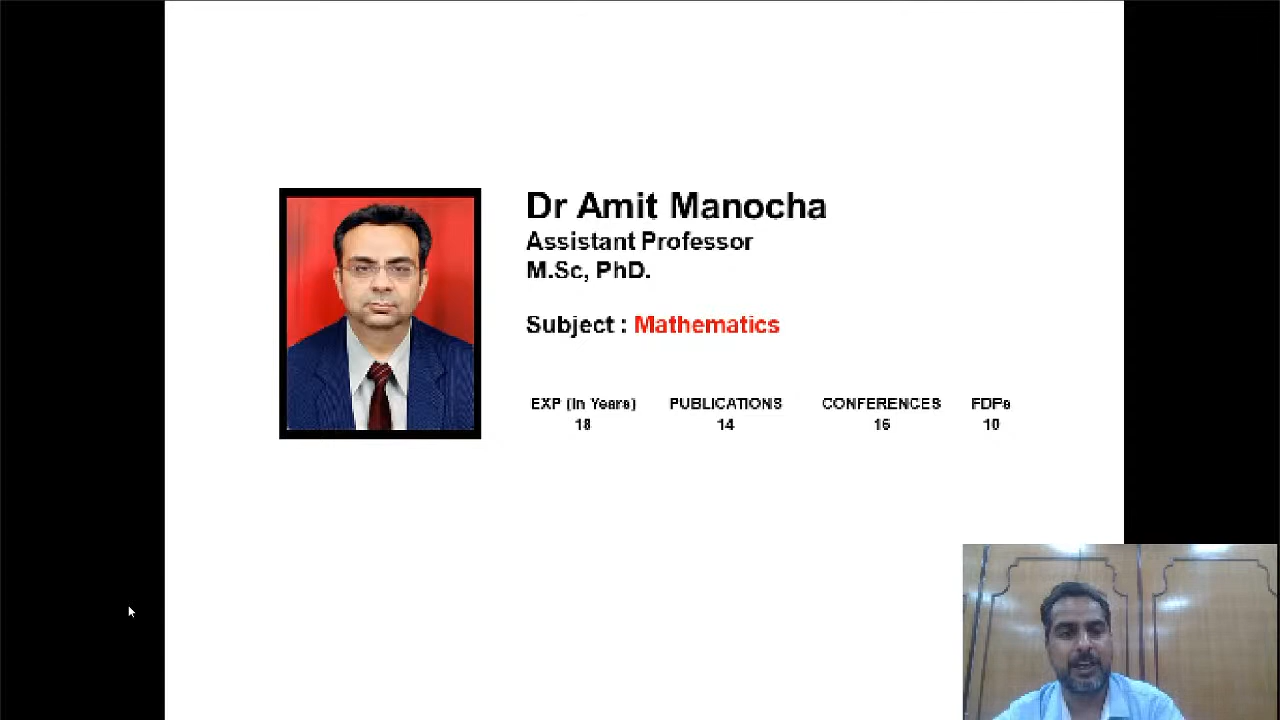 Dr Amit Manocha
Assistant Professor
M.Sc, PhD.
Subject : Mathematics
EXP (In Years) PUBLICATIONS CONFERENCES FDPs
18 14 16 10